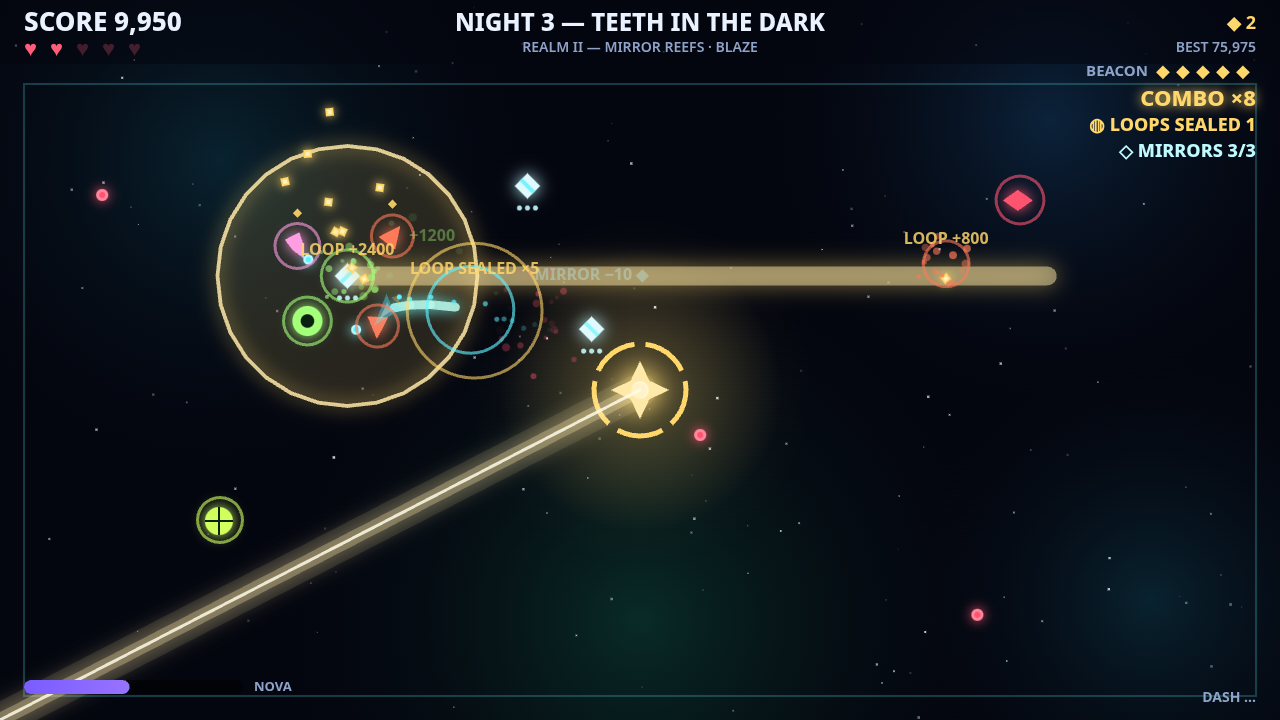 SCORE 9,950
NIGHT 3 — TEETH IN THE DARK
REALM II — MIRROR REEFS · BLAZE
◆ 2
BEST 75,975
BEACON ◆ ◆ ◆ ◆ ◆
COMBO ×8
◍ LOOPS SEALED 1
◇ MIRRORS 3/3
+1200
LOOP +2400
LOOP SEALED ×5
MIRROR −10 ◆
LOOP +800
NOVA
DASH ...